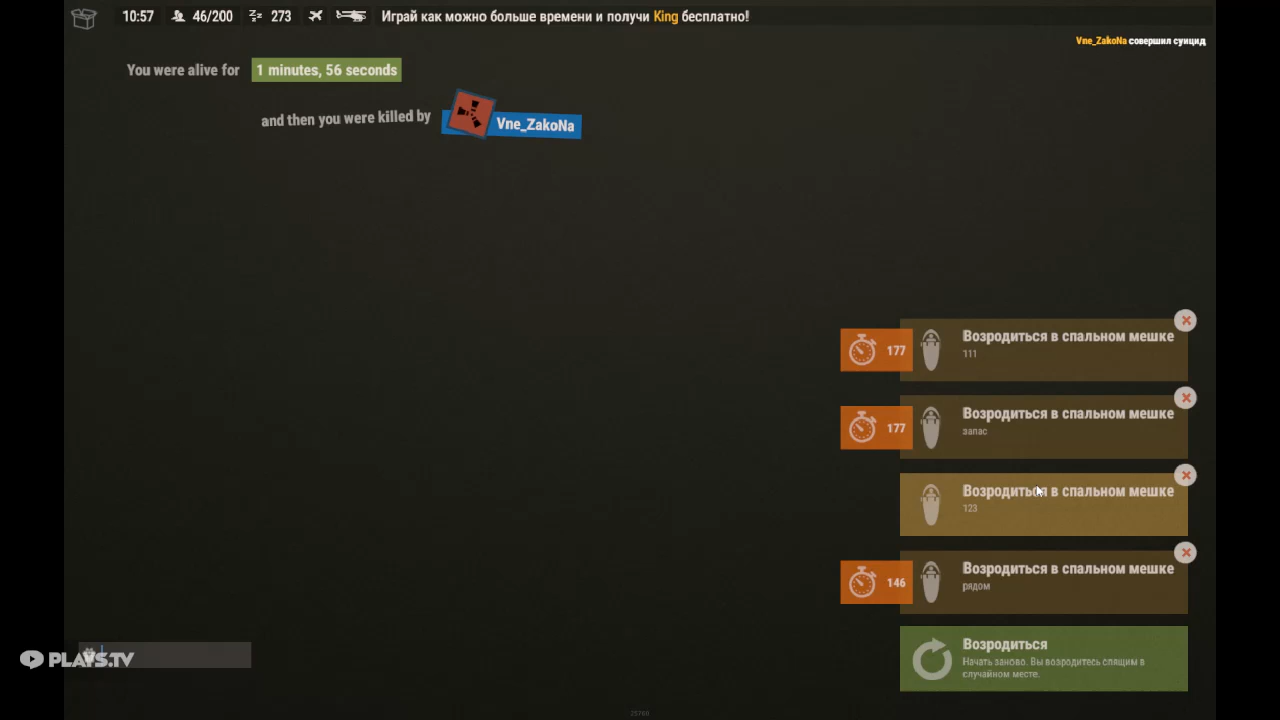 10:57 46/200 273 Играй как можно больше времени и получи King бесплатно!
Vne_ZakoNa совершил суицид
You were alive for 1 minutes, 56 seconds
and then you were killed by Vne_ZakoNa
177 Возродиться в спальном мешке
111
177 Возродиться в спальном мешке
запас
Возродиться в спальном мешке
123
146 Возродиться в спальном мешке
рядом
Возродиться
Начать заново. Вы возродитесь спящим в
случайном месте.
PLAYS.TV